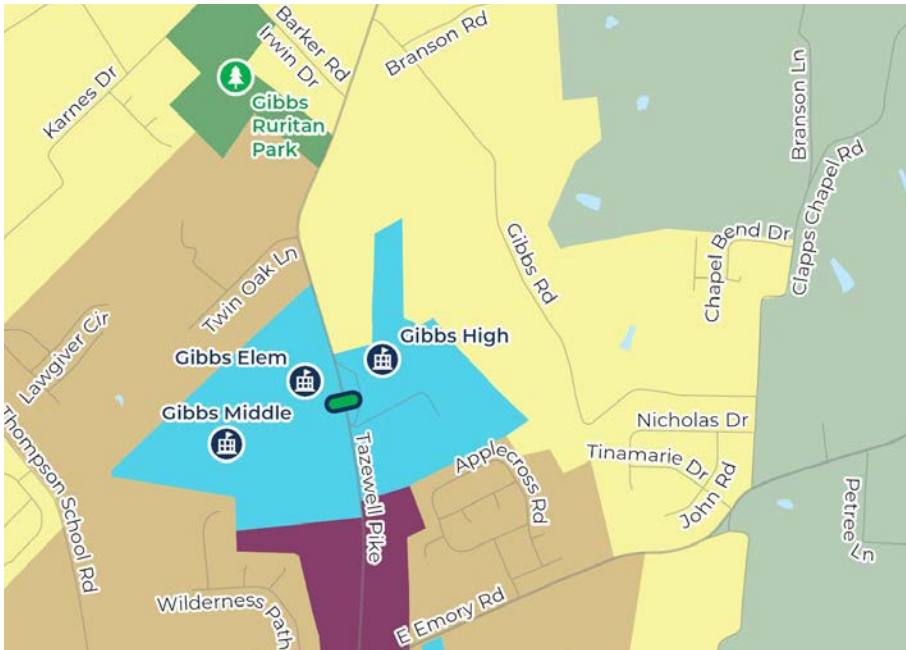 Barker Rd
Irwin Dr
Branson Rd
Karnes Dr
Gibbs
Ruritan
Park
Branson Ln
Clapps Chapel Rd
Chapel Bend Dr
Gibbs Rd
Twin Oak Ln
Lawgiver Cir
Gibbs High
Gibbs Elem
Gibbs Middle
Thompson School Rd
Tazewell Pike
Nicholas Dr
Tinamarie Dr
John Rd
Applecross Rd
Petree Ln
Wilderness Path
E Emory Rd